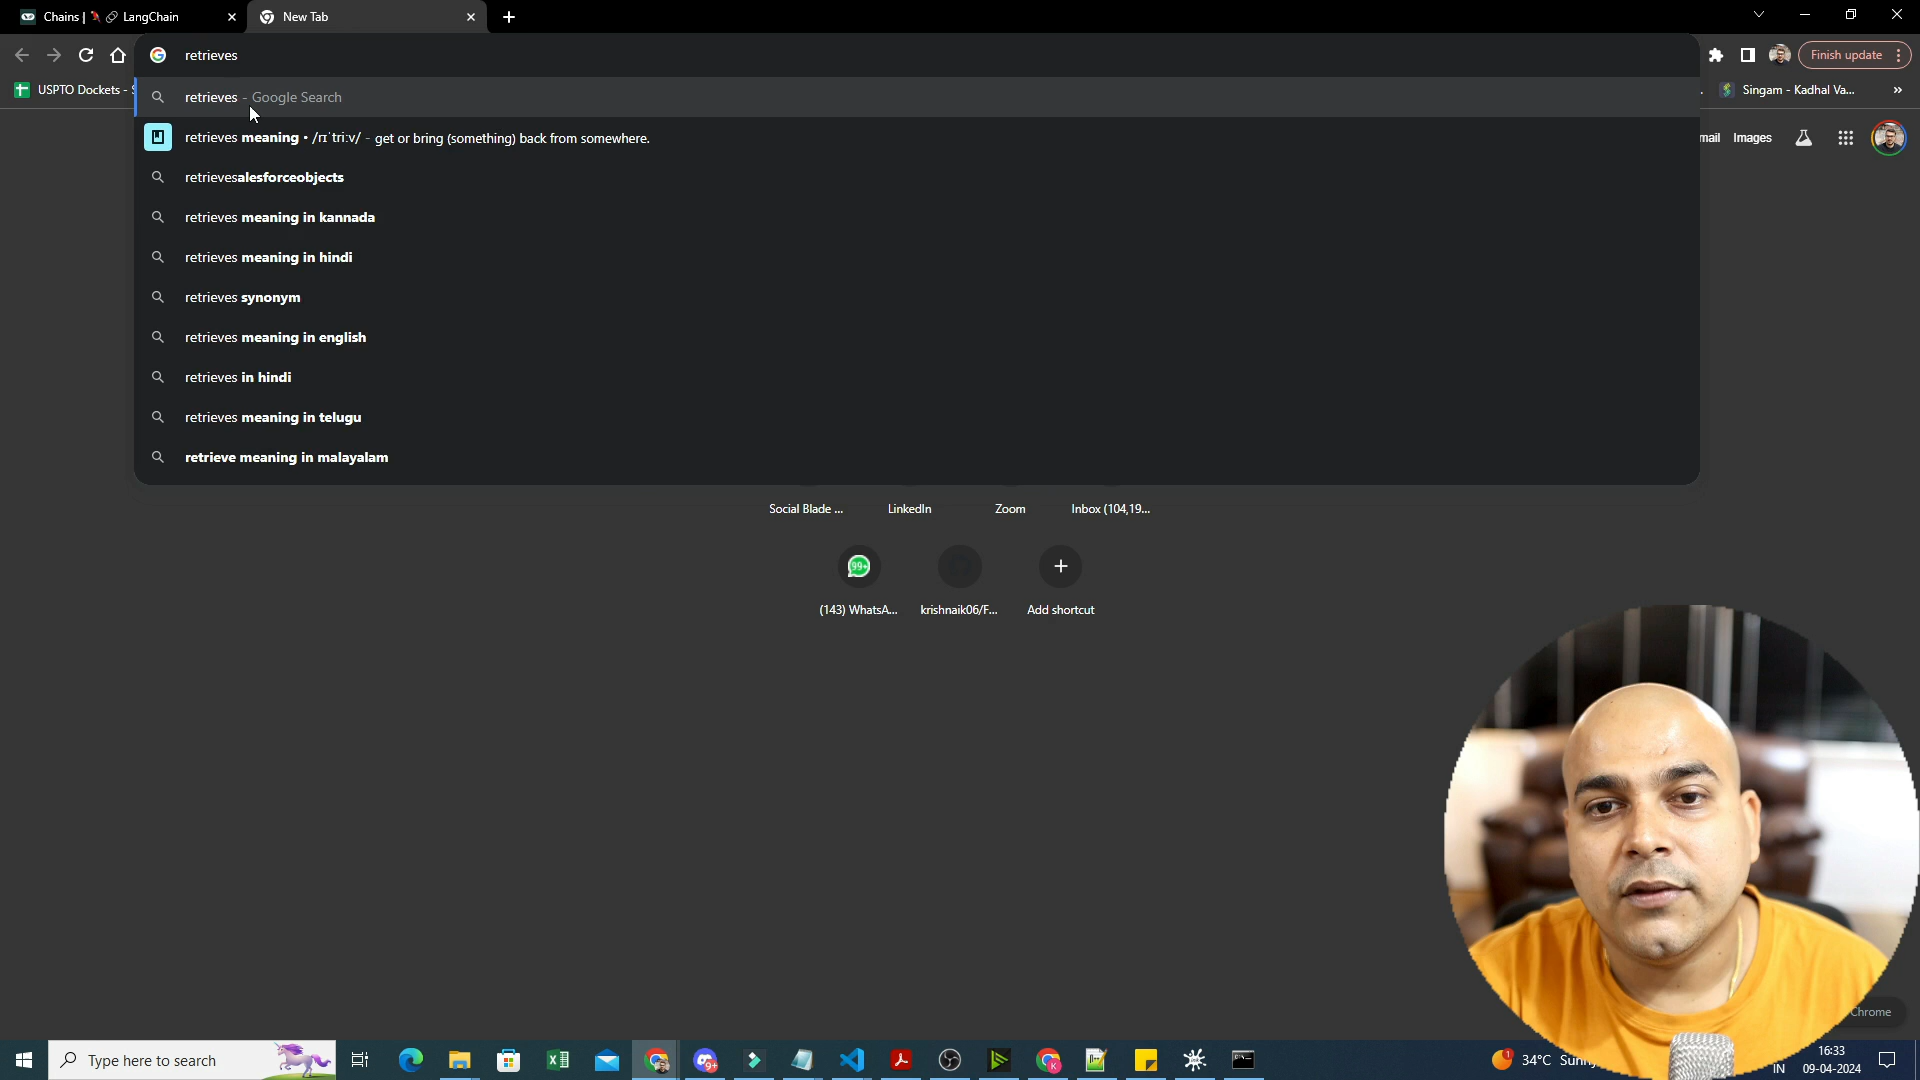 Chains | LangChain
New Tab
retrieves
Finish update
USPTO Dockets - S
Singam - Kadhal Va...
»
retrieves - Google Search
retrieves meaning • /rɪˈtriːv/ - get or bring (something) back from somewhere.
mail Images
retrievesalesforceobjects
retrieves meaning in kannada
retrieves meaning in hindi
retrieves synonym
retrieves meaning in english
retrieves in hindi
retrieves meaning in telugu
retrieve meaning in malayalam
Social Blade ...
LinkedIn
Zoom
Inbox (104,19...
99+
(143) WhatsA...
krishnaik06/F...
Add shortcut
Chrome
Type here to search
9+
K
1
34°C Sunny
IN
16:33
09-04-2024